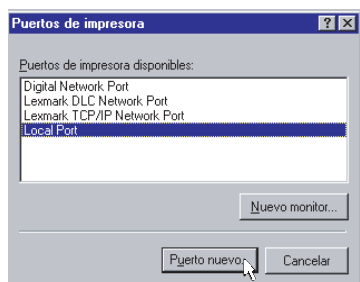 Puertos de impresora
Puertos de impresora disponibles:
Digital Network Port
Lexmark DLC Network Port
Lexmark TCP/IP Network Port
Local Port
Nuevo monitor...
Puerto nuevo...
Cancelar